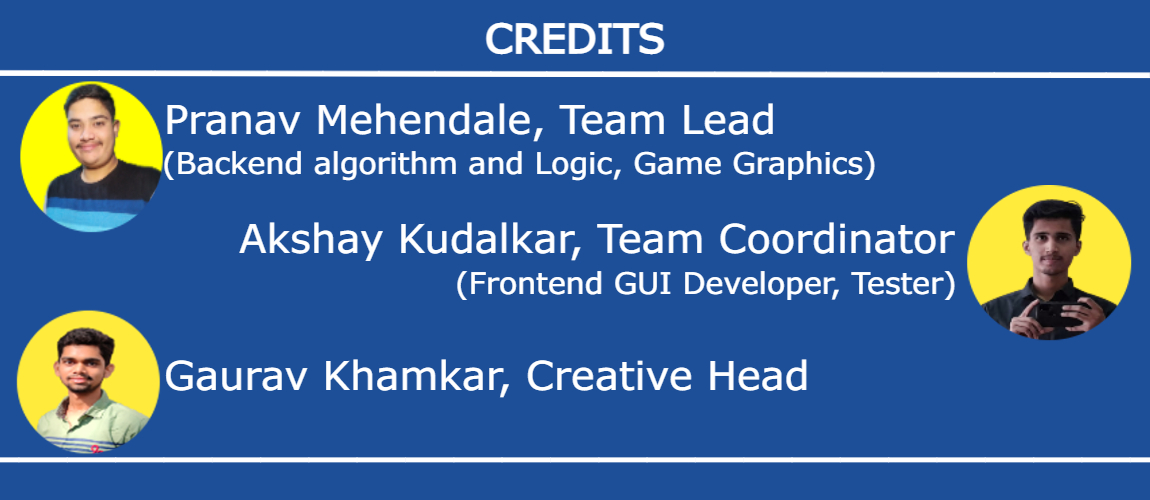 CREDITS
Pranav Mehendale, Team Lead
(Backend algorithm and Logic, Game Graphics)
Akshay Kudalkar, Team Coordinator
(Frontend GUI Developer, Tester)
Gaurav Khamkar, Creative Head